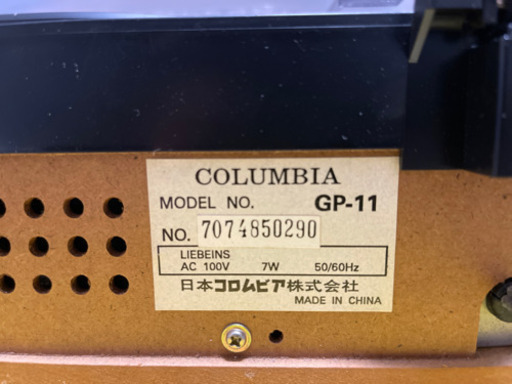 COLUMBIA
MODEL NO. GP-11
NO. 7074850290
LIEBEINS
AC 100V 7W 50/60Hz
日本コロムビア株式会社
MADE IN CHINA